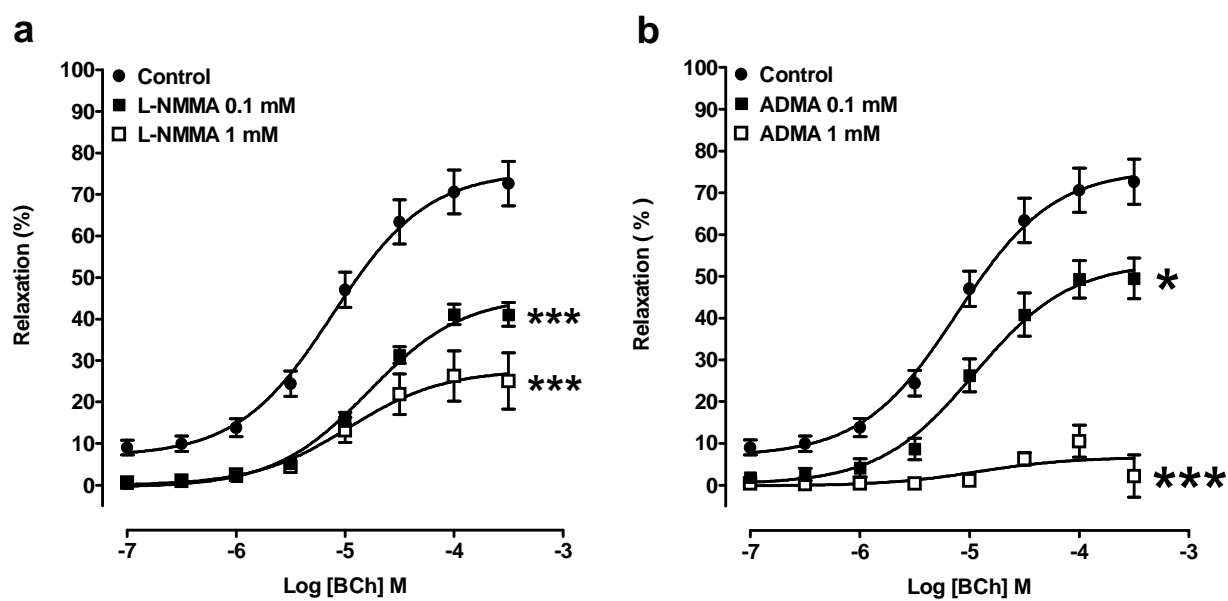 a
100
90
80
70
60
50
40
30
20
10
0
Relaxation (%)
Control
L-NMMA 0.1 mM
L-NMMA 1 mM
***
***
-7 -6 -5 -4 -3
Log [BCh] M
b
100
90
80
70
60
50
40
30
20
10
0
Relaxation ( % )
Control
ADMA 0.1 mM
ADMA 1 mM
*
***
-7 -6 -5 -4 -3
Log [BCh] M